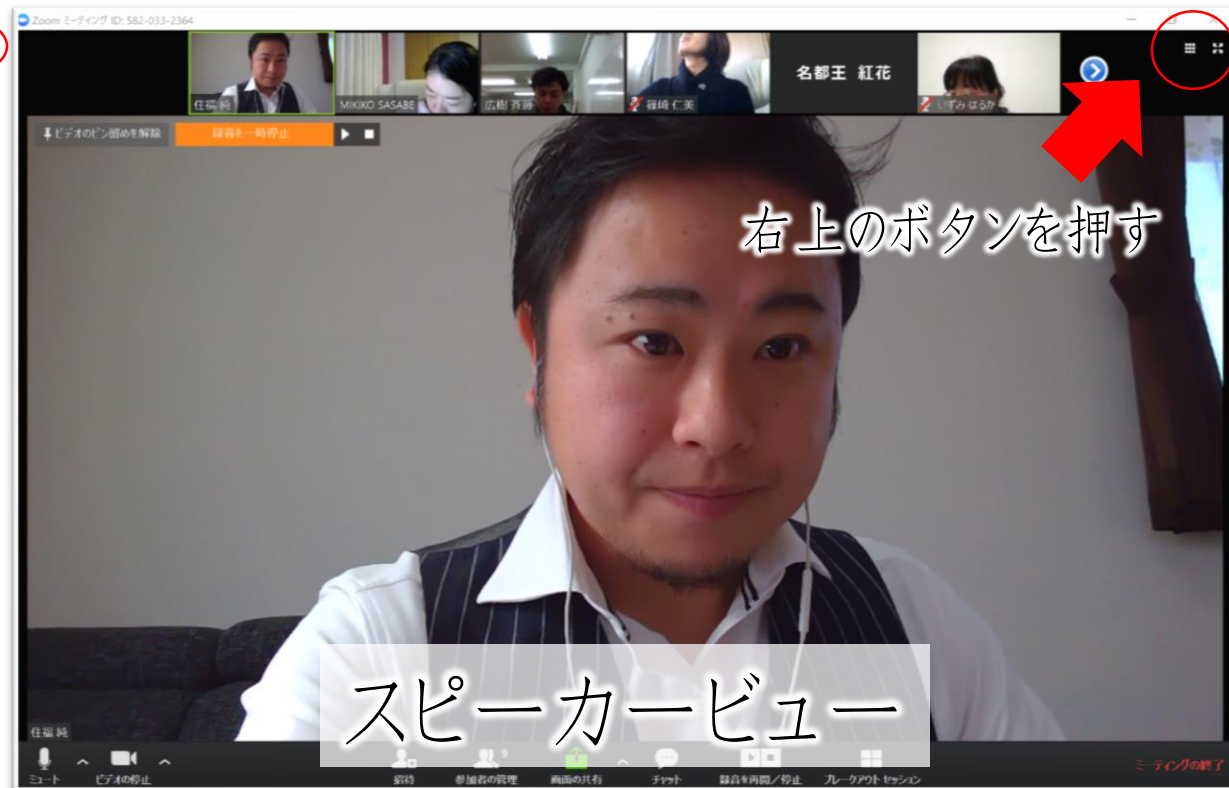 Zoom ミーティング ID: 582-033-2364
住福 純
MIKIKO SASABE
広樹 斉藤
篠崎 仁美
名都王 紅花
いずみ はるか
ビデオのピン留めを解除
録音を一時停止
右上のボタンを押す
スピーカービュー
住福 純
ミュート
ビデオの停止
招待
参加者の管理
9
画面の共有
チャット
録音を再開/停止
ブレークアウト セッション
ミーティングの終了